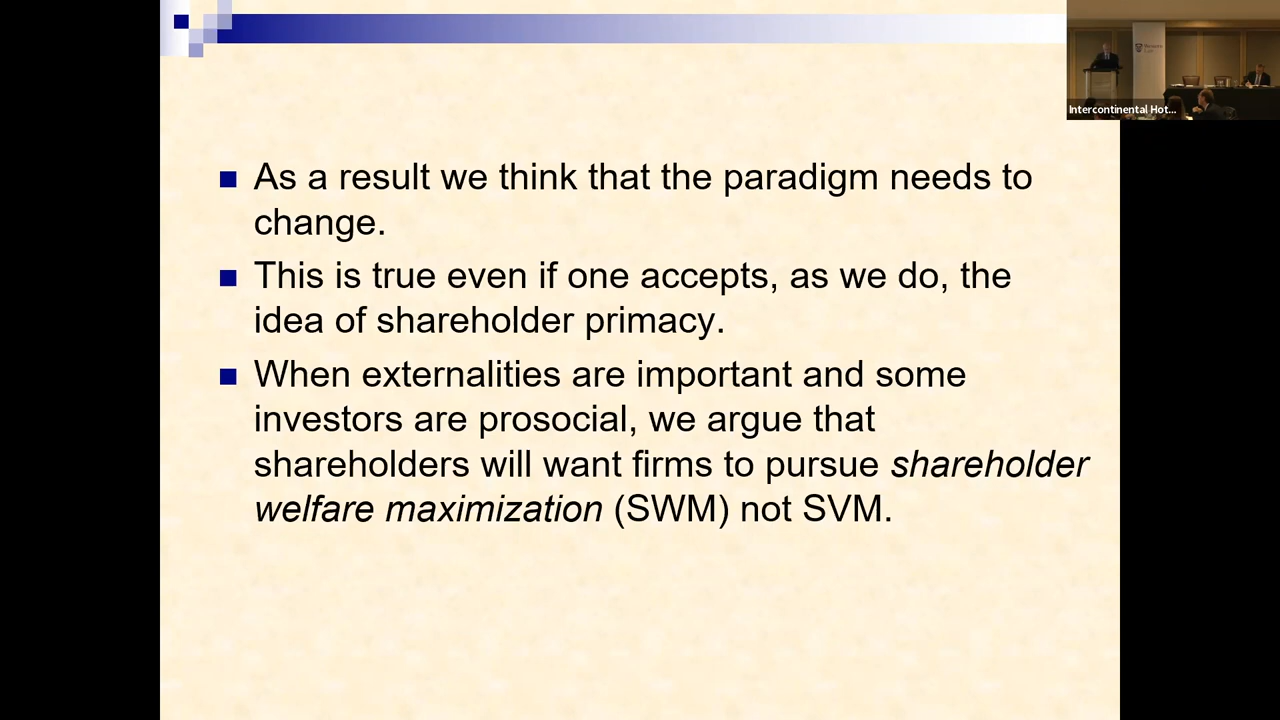 Intercontinental Hot...
As a result we think that the paradigm needs to
change.
This is true even if one accepts, as we do, the
idea of shareholder primacy.
When externalities are important and some
investors are prosocial, we argue that
shareholders will want firms to pursue shareholder
welfare maximization (SWM) not SVM.